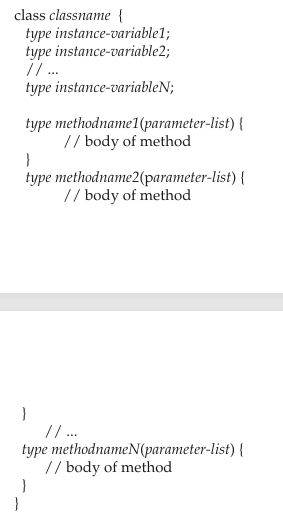 class classname {
type instance-variable1;
type instance-variable2;
// ...
type instance-variableN;
type methodname1(parameter-list) {
// body of method
}
type methodname2(parameter-list) {
// body of method
}
// ...
type methodnameN(parameter-list) {
// body of method
}
}